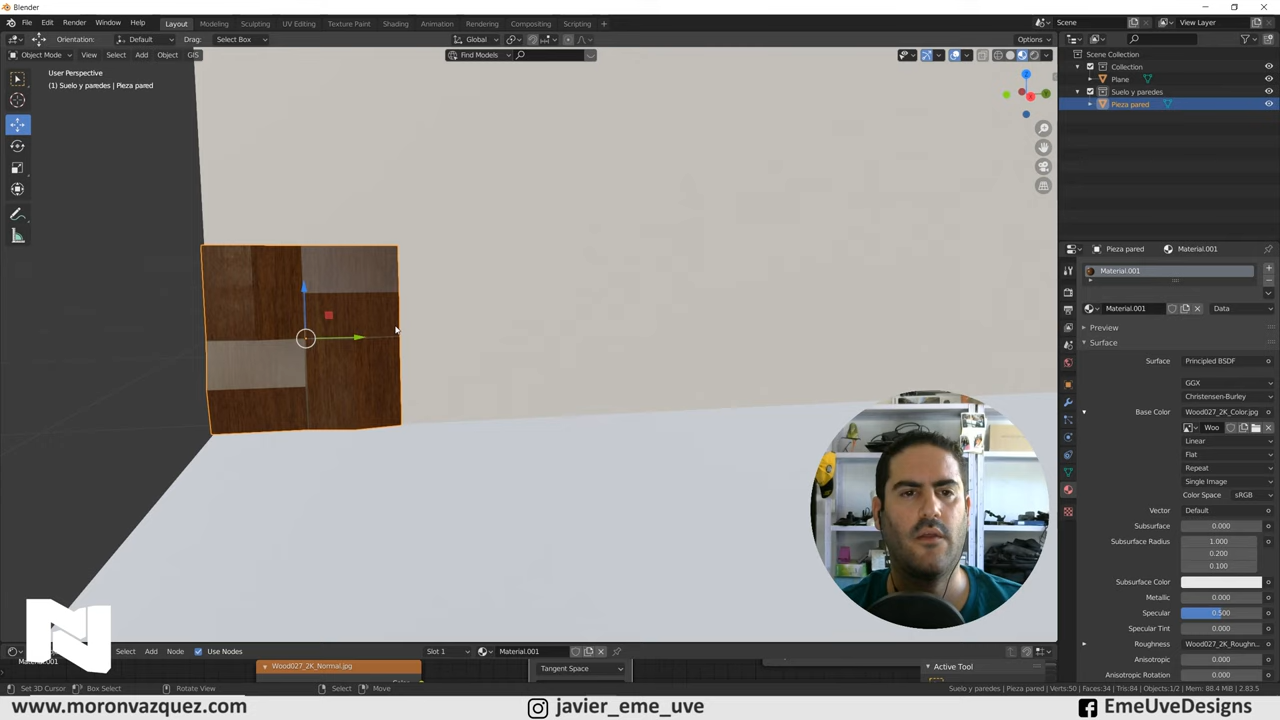 Blender
File Edit Render Window Help Layout Modeling Sculpting UV Editing Texture Paint Shading Animation Rendering Compositing Scripting + Scene View Layer
Orientation: Default Drag: Select Box Global Options
Object Mode View Select Add Object GIS Find Models
User Perspective
(1) Suelo y paredes | Pieza pared
Scene Collection
Collection
Plane
Suelo y paredes
Pieza pared
Pieza pared Material.001
Material.001
Material.001 Data
Preview
Surface
Surface Principled BSDF
GGX
Christensen-Burley
Base Color Wood027_2K_Color.jpg
Woo
Linear
Flat
Repeat
Single Image
Color Space sRGB
Vector Default
Subsurface 0.000
Subsurface Radius 1.000
0.200
0.100
Subsurface Color
Metallic 0.000
Specular 0.500
Specular Tint 0.000
Roughness Wood027_2K_Roughn...
Anisotropic 0.000
Anisotropic Rotation 0.000
Select Add Node Use Nodes Slot 1 Material.001
Material.001
Wood027_2K_Normal.jpg
Tangent Space
Active Tool
Set 3D Cursor Box Select Rotate View Select Move Suelo y paredes | Pieza pared | Verts:50 | Faces:34 | Tris:84 | Objects:1/2 | Mem: 88.4 MiB | 2.83.5
N
www.moronvazquez.com javier_eme_uve EmeUveDesigns